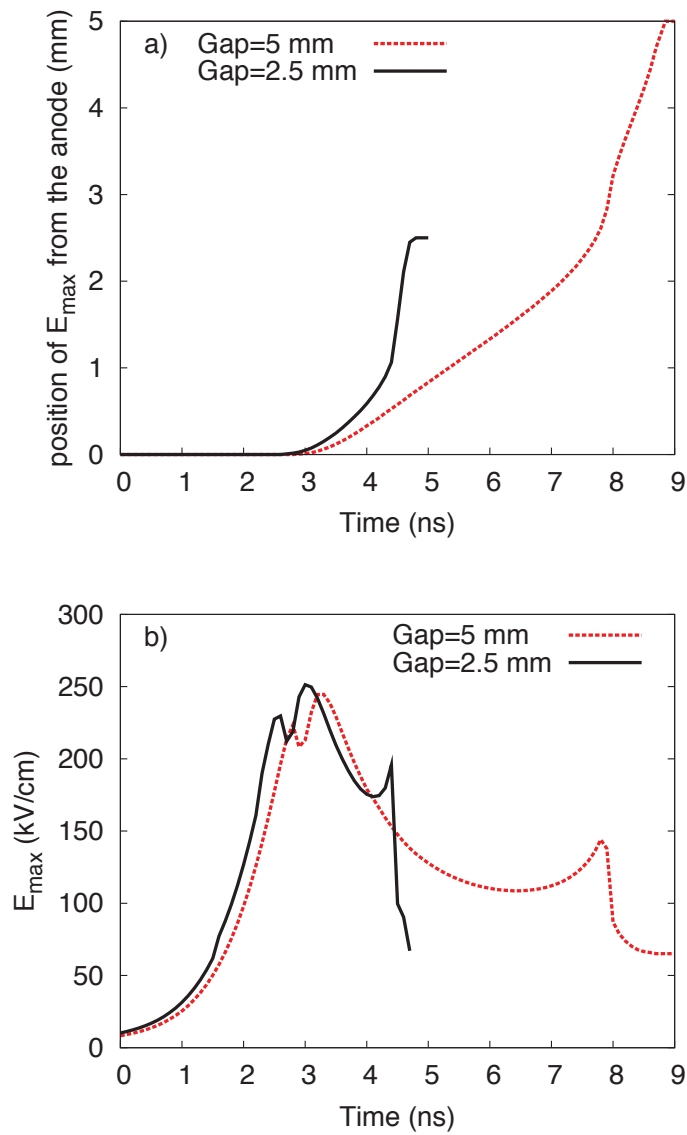 a)
Gap=5 mm
Gap=2.5 mm
position of E_max from the anode (mm)
5
4
3
2
1
0
0 1 2 3 4 5 6 7 8 9
Time (ns)
b)
Gap=5 mm
Gap=2.5 mm
E_max (kV/cm)
300
250
200
150
100
50
0
0 1 2 3 4 5 6 7 8 9
Time (ns)